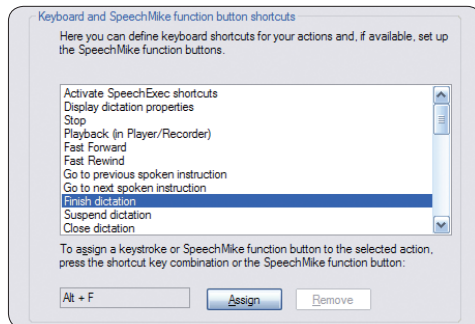 Keyboard and SpeechMike function button shortcuts
Here you can define keyboard shortcuts for your actions and, if available, set up
the SpeechMike function buttons.
Activate SpeechExec shortcuts
Display dictation properties
Stop
Playback (in Player/Recorder)
Fast Forward
Fast Rewind
Go to previous spoken instruction
Go to next spoken instruction
Finish dictation
Suspend dictation
Close dictation
To assign a keystroke or SpeechMike function button to the selected action,
press the shortcut key combination or the SpeechMike function button:
Alt + F Assign Remove